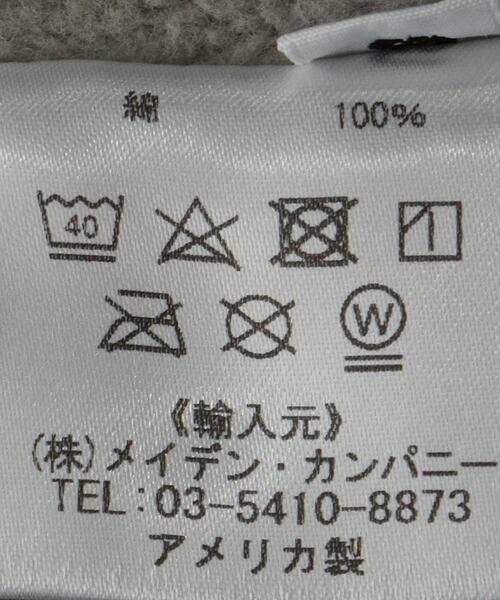 綿 100%
40
W
《輸入元》
(株)メイデン・カンパニー
TEL:03-5410-8873
アメリカ製